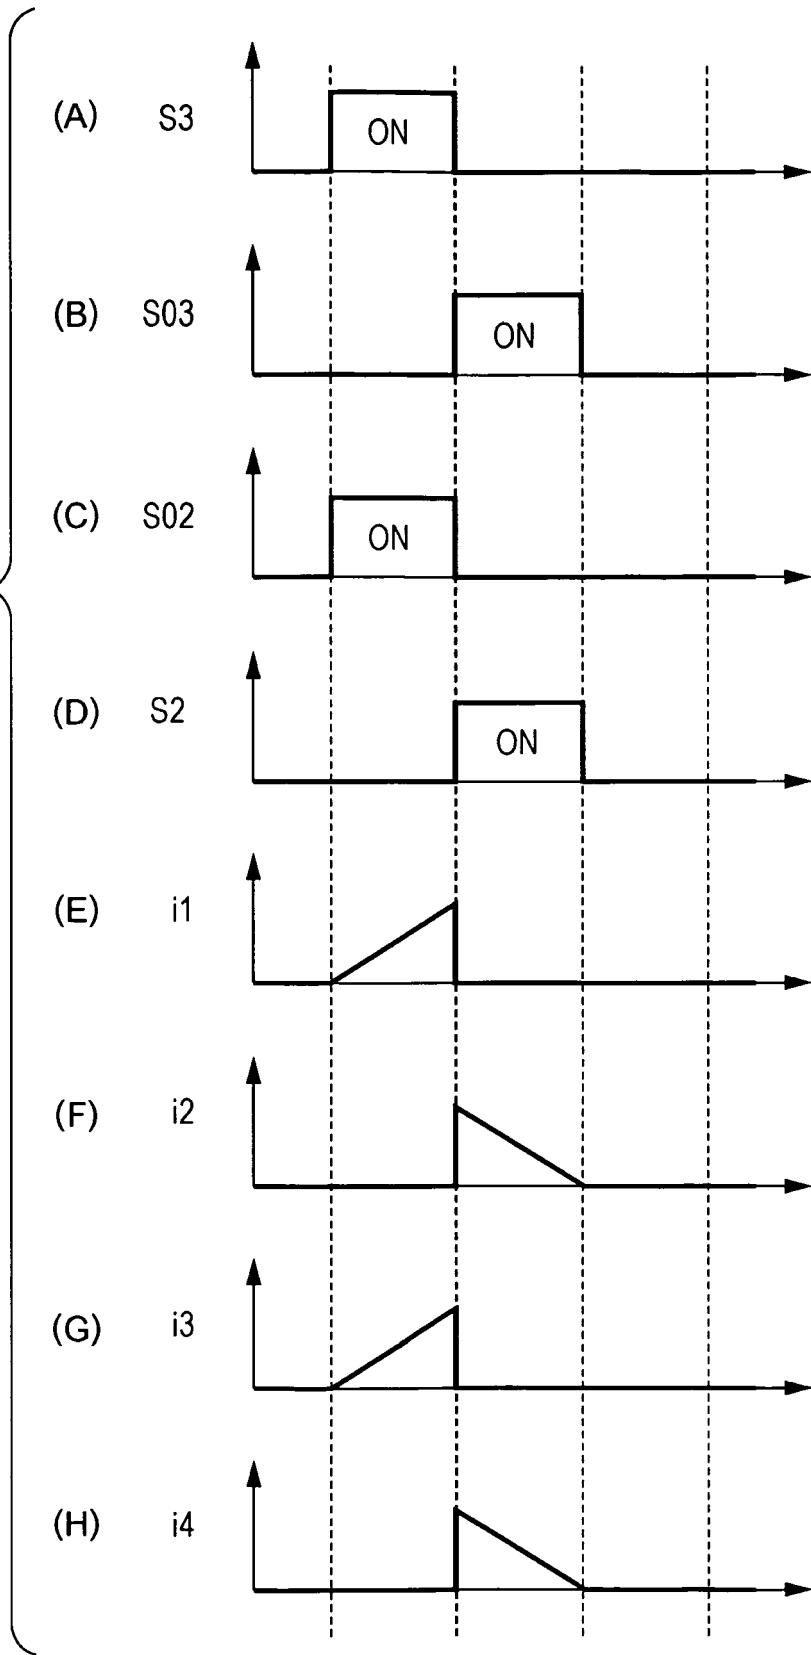 (A) S3
ON
(B) S03
ON
(C) S02
ON
(D) S2
ON
(E) i1
(F) i2
(G) i3
(H) i4